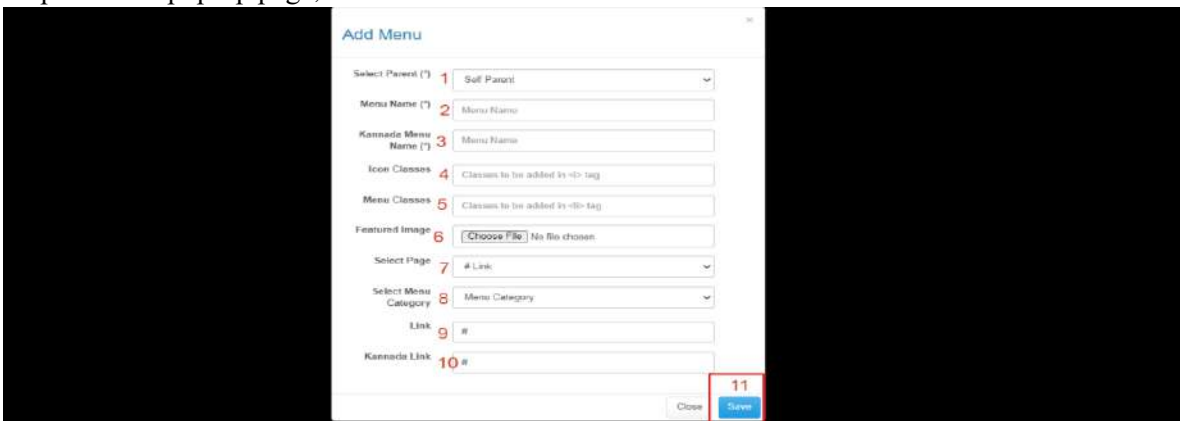 ×
Add Menu
Select Parent (*) 1 Self Parent
Menu Name (*) 2 Menu Name
Kannada Menu
Name (*) 3 Menu Name
Icon Classes 4 Classes to be added in <i> tag
Menu Classes 5 Classes to be added in <li> tag
Featured Image 6 Choose File No file chosen
Select Page 7 # Link
Select Menu
Category 8 Menu Category
Link 9 #
Kannada Link 10 #
11
Close Save